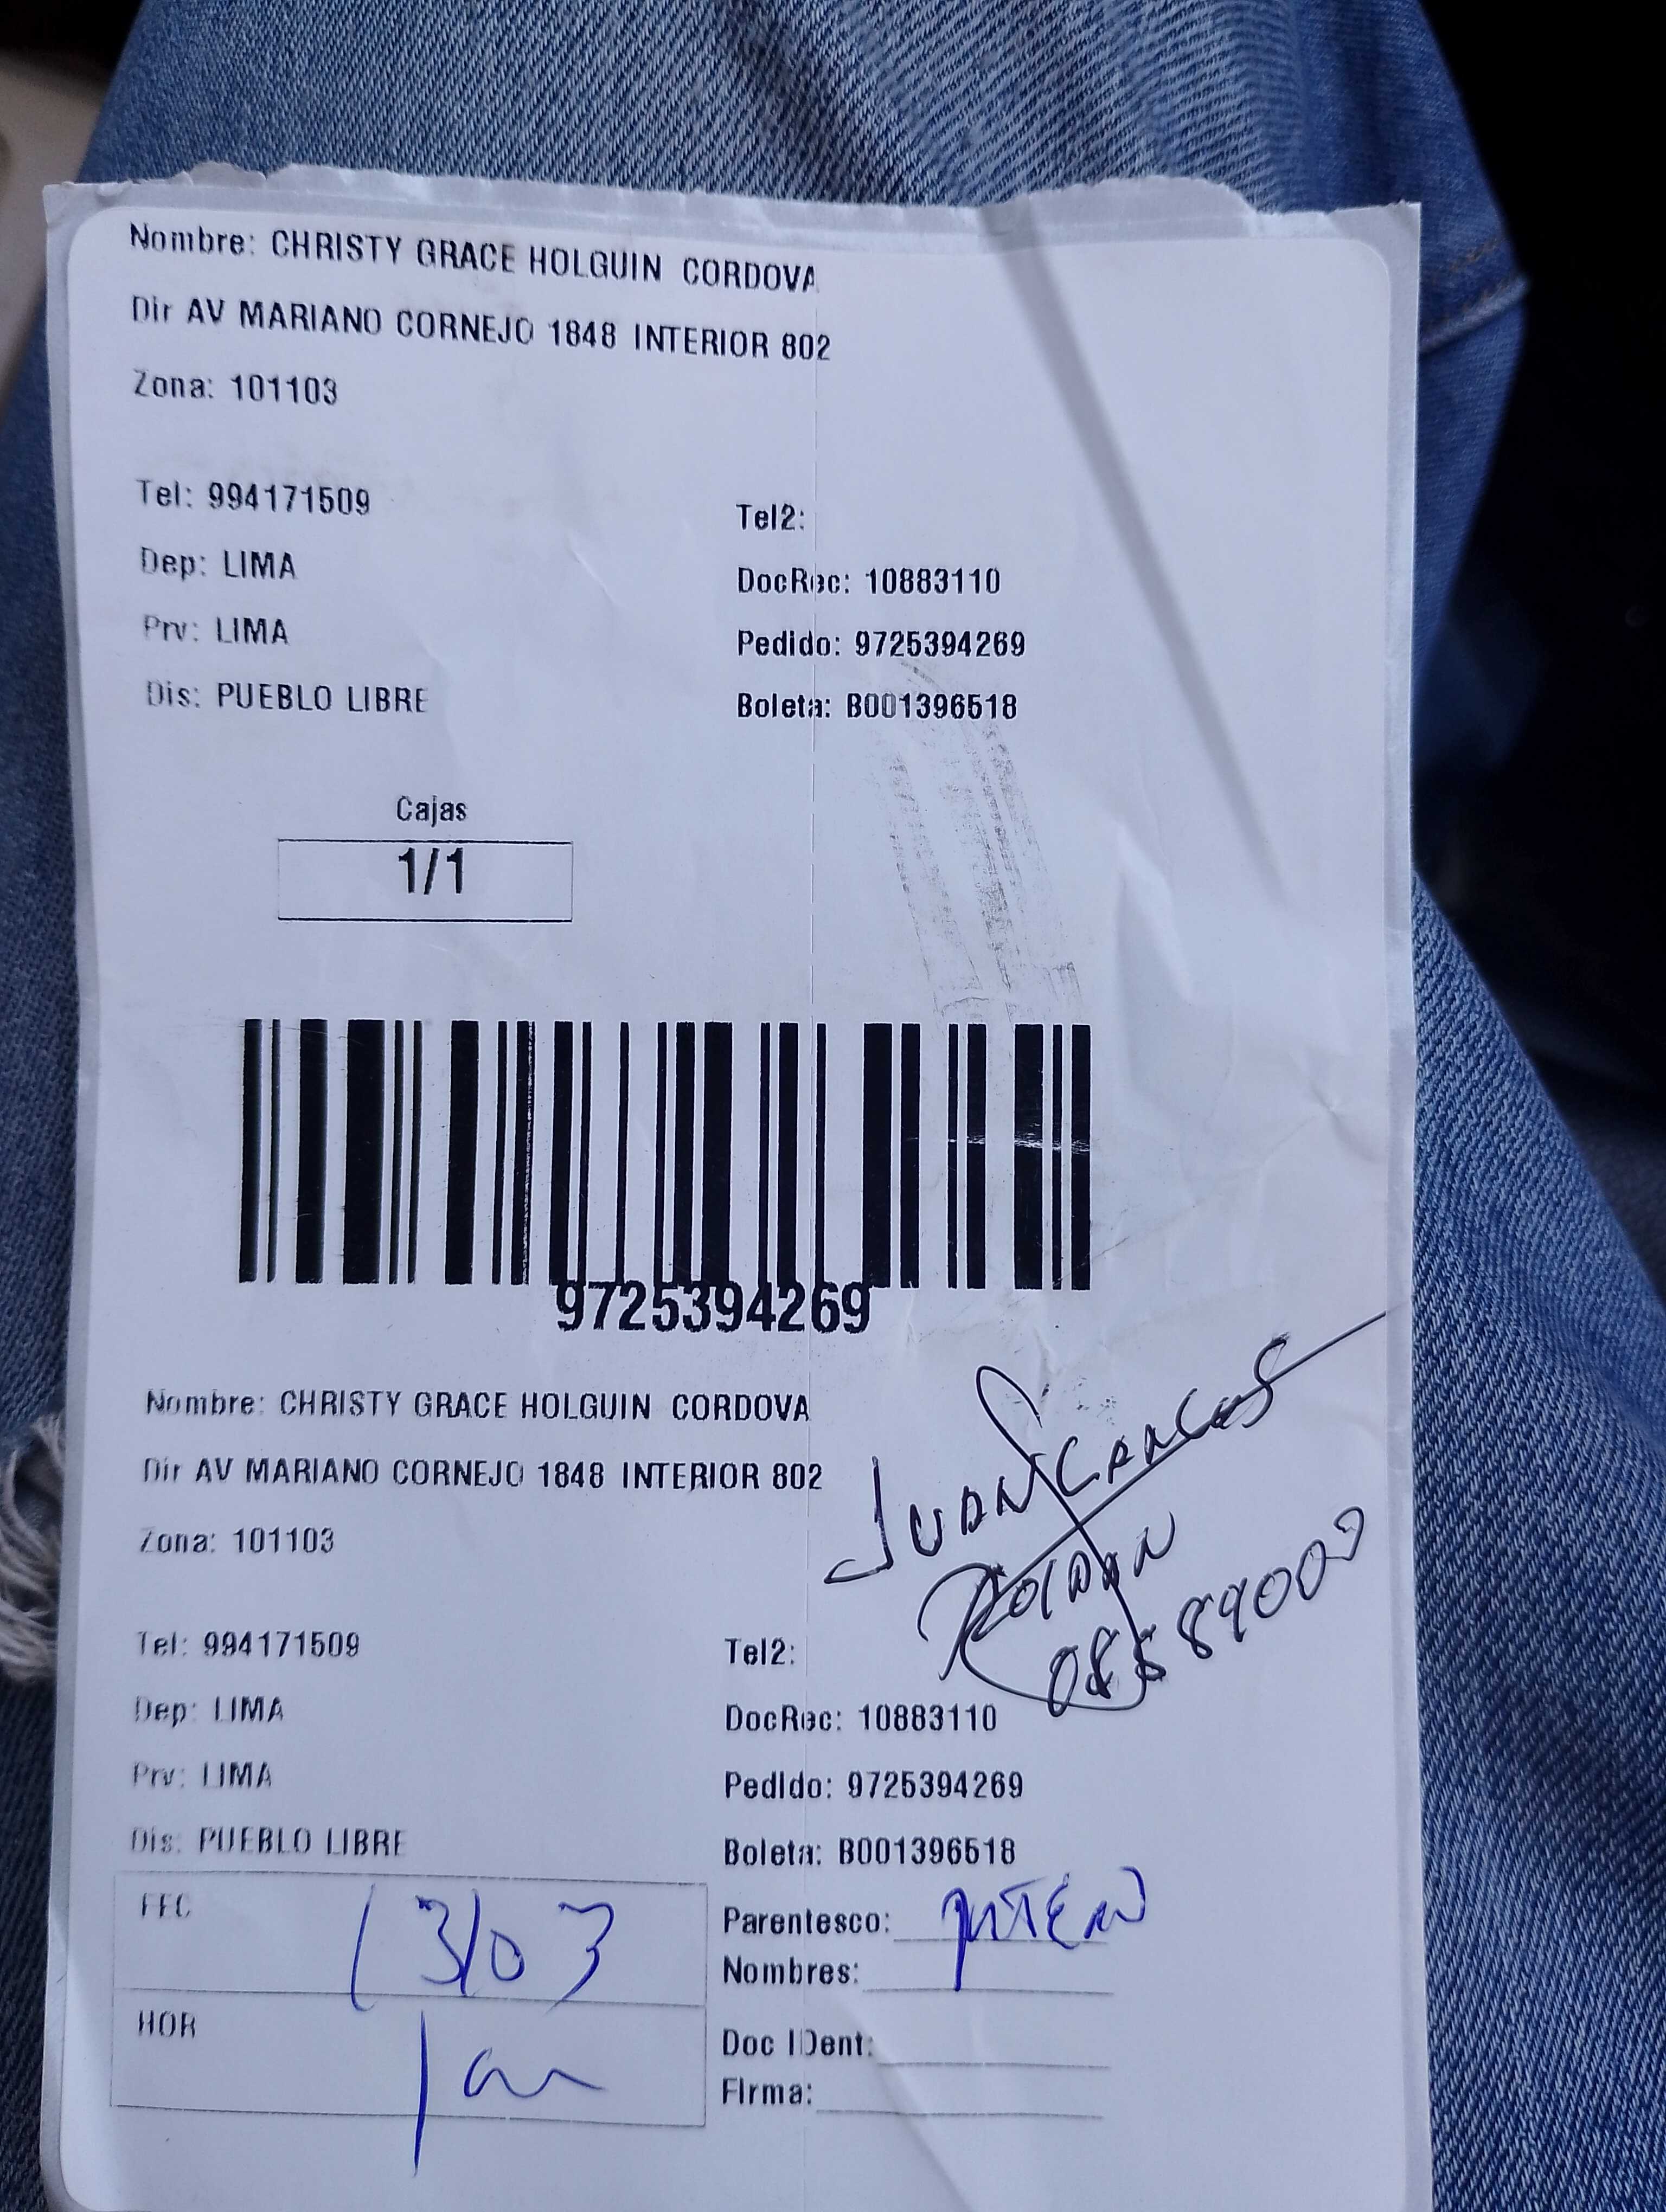 Nombre: CHRISTY GRACE HOLGUIN CORDOVA
Dir AV MARIANO CORNEJO 1848 INTERIOR 802
Zona: 101103
Tel: 994171509 Tel2:
Dep: LIMA DocRec: 10883110
Prv: LIMA Pedido: 9725394269
Dis: PUEBLO LIBRE Boleta: B001396518
Cajas
1/1
9725394269
Nombre: CHRISTY GRACE HOLGUIN CORDOVA
Dir AV MARIANO CORNEJO 1848 INTERIOR 802
Zona: 101103
JUAN CARLOS
ROLDAN
Tel: 994171509 Tel2:
Dep: LIMA DocRec: 10883110
Prv: LIMA Pedido: 9725394269
Dis: PUEBLO LIBRE Boleta: B001396518
FEC 13/03
Parentesco:
Nombres:
HOR
Doc IDent:
Firma: